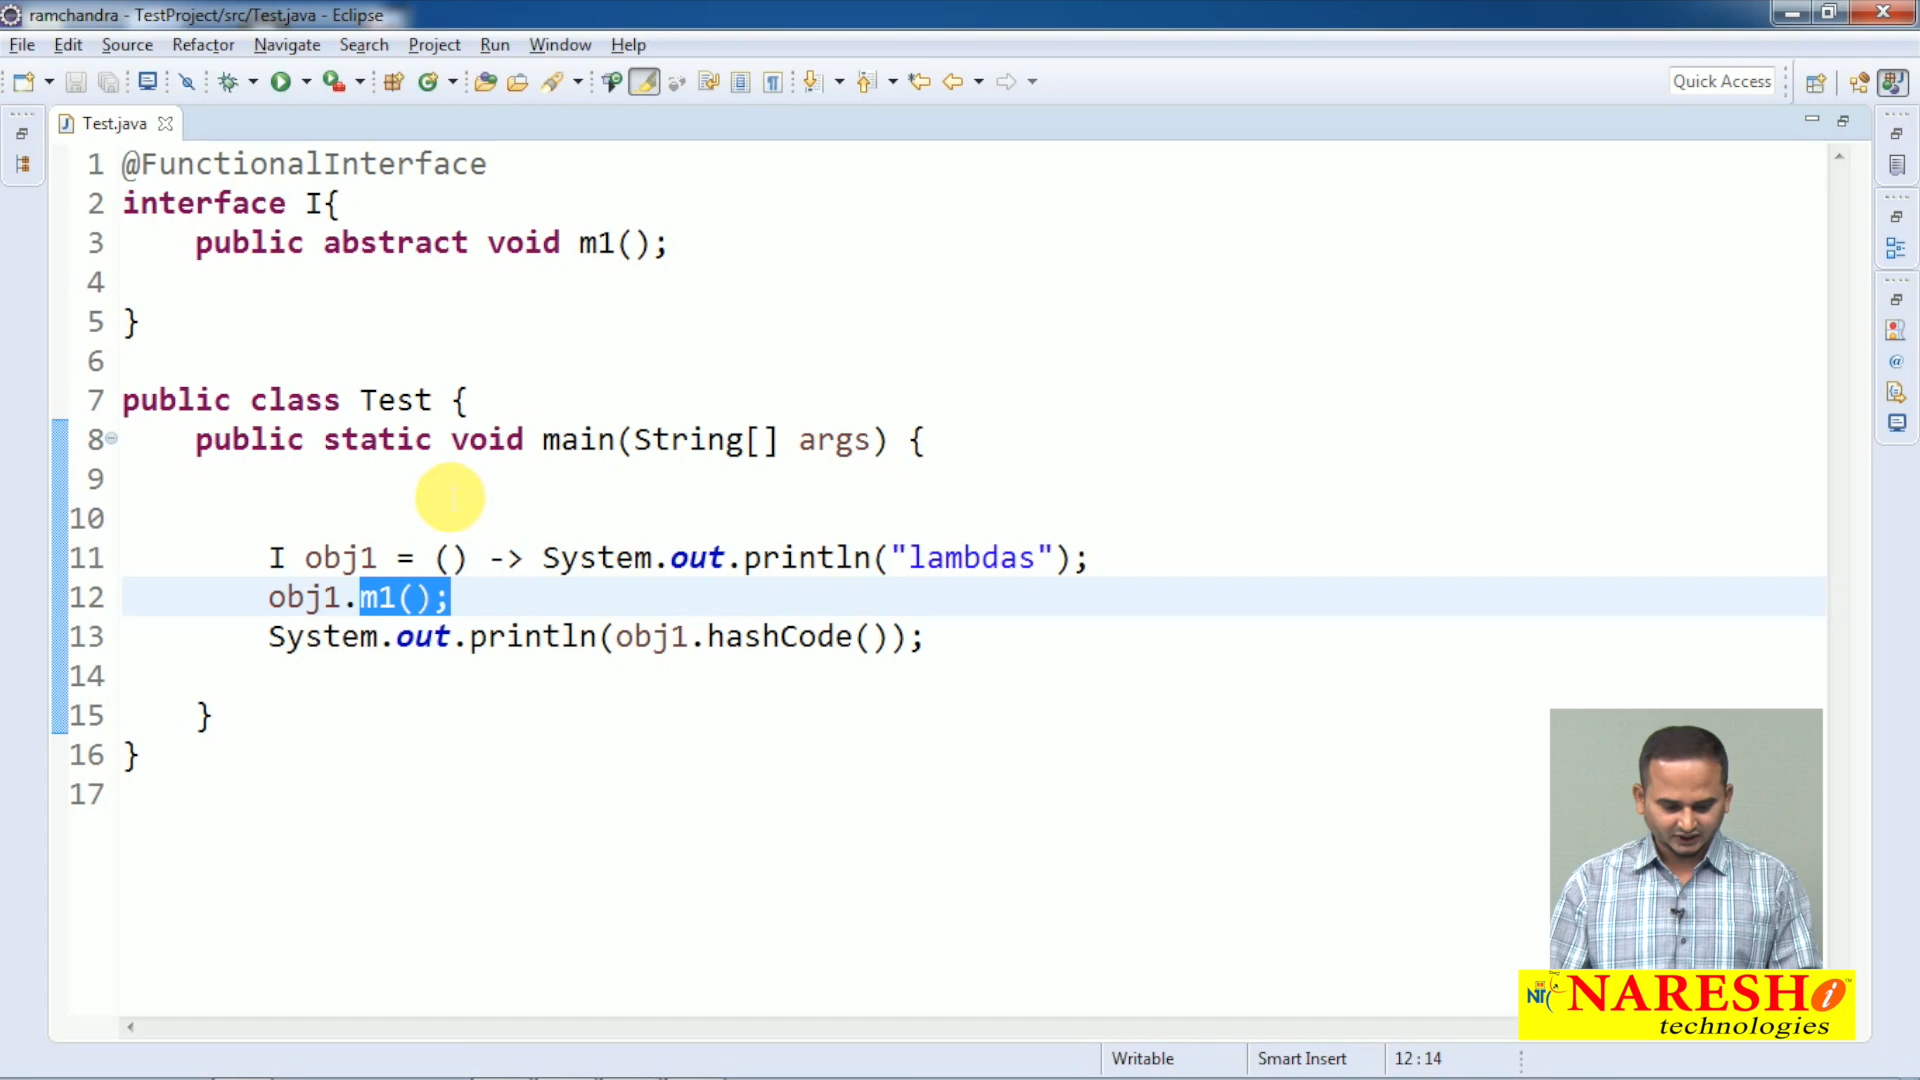 ramchandra - TestProject/src/Test.java - Eclipse
File Edit Source Refactor Navigate Search Project Run Window Help
Quick Access
Test.java
1 @FunctionalInterface
2 interface I{
3     public abstract void m1();
4
5 }
6
7 public class Test {
8     public static void main(String[] args) {
9
10
11         I obj1 = () -> System.out.println("lambdas");
12         obj1.m1();
13         System.out.println(obj1.hashCode());
14
15     }
16 }
17
NARESH i
technologies
Writable Smart Insert 12 : 14